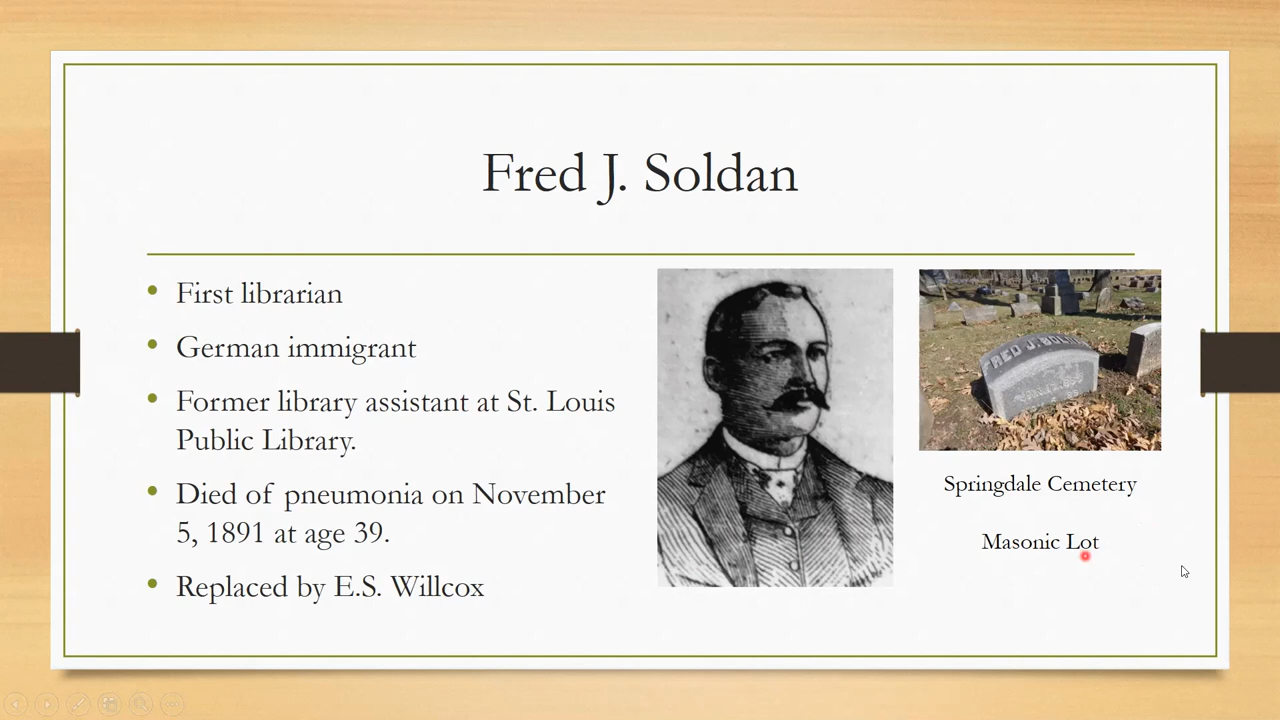 Fred J. Soldan
• First librarian
• German immigrant
• Former library assistant at St. Louis
Public Library.
• Died of pneumonia on November
5, 1891 at age 39.
• Replaced by E.S. Willcox
Springdale Cemetery
Masonic Lot